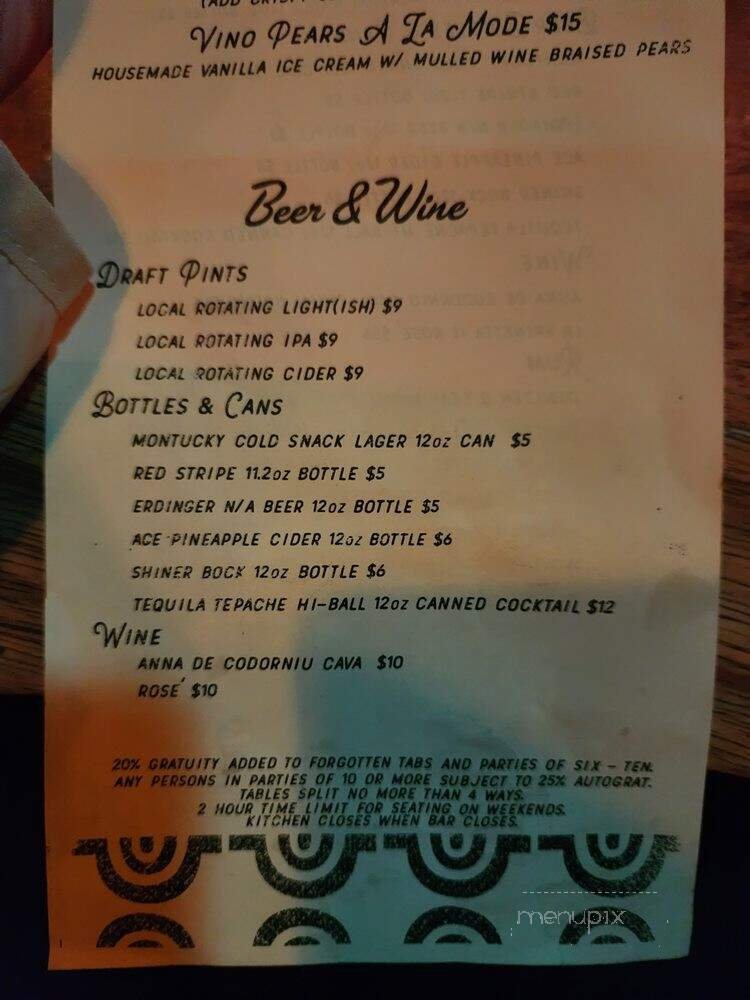 VINO PEARS A LA MODE $15
HOUSEMADE VANILLA ICE CREAM W/ MULLED WINE BRAISED PEARS
Beer & Wine
DRAFT PINTS
LOCAL ROTATING LIGHT(ISH) $9
LOCAL ROTATING IPA $9
LOCAL ROTATING CIDER $9
BOTTLES & CANS
MONTUCKY COLD SNACK LAGER 12oz CAN $5
RED STRIPE 11.2oz BOTTLE $5
ERDINGER N/A BEER 12oz BOTTLE $5
ACE PINEAPPLE CIDER 12oz BOTTLE $6
SHINER BOCK 12oz BOTTLE $6
TEQUILA TEPACHE HI-BALL 12oz CANNED COCKTAIL $12
WINE
ANNA DE CODORNIU CAVA $10
ROSE' $10
20% GRATUITY ADDED TO FORGOTTEN TABS AND PARTIES OF SIX - TEN.
ANY PERSONS IN PARTIES OF 10 OR MORE SUBJECT TO 25% AUTOGRAT.
TABLES SPLIT NO MORE THAN 4 WAYS.
2 HOUR TIME LIMIT FOR SEATING ON WEEKENDS.
KITCHEN CLOSES WHEN BAR CLOSES.
menupix